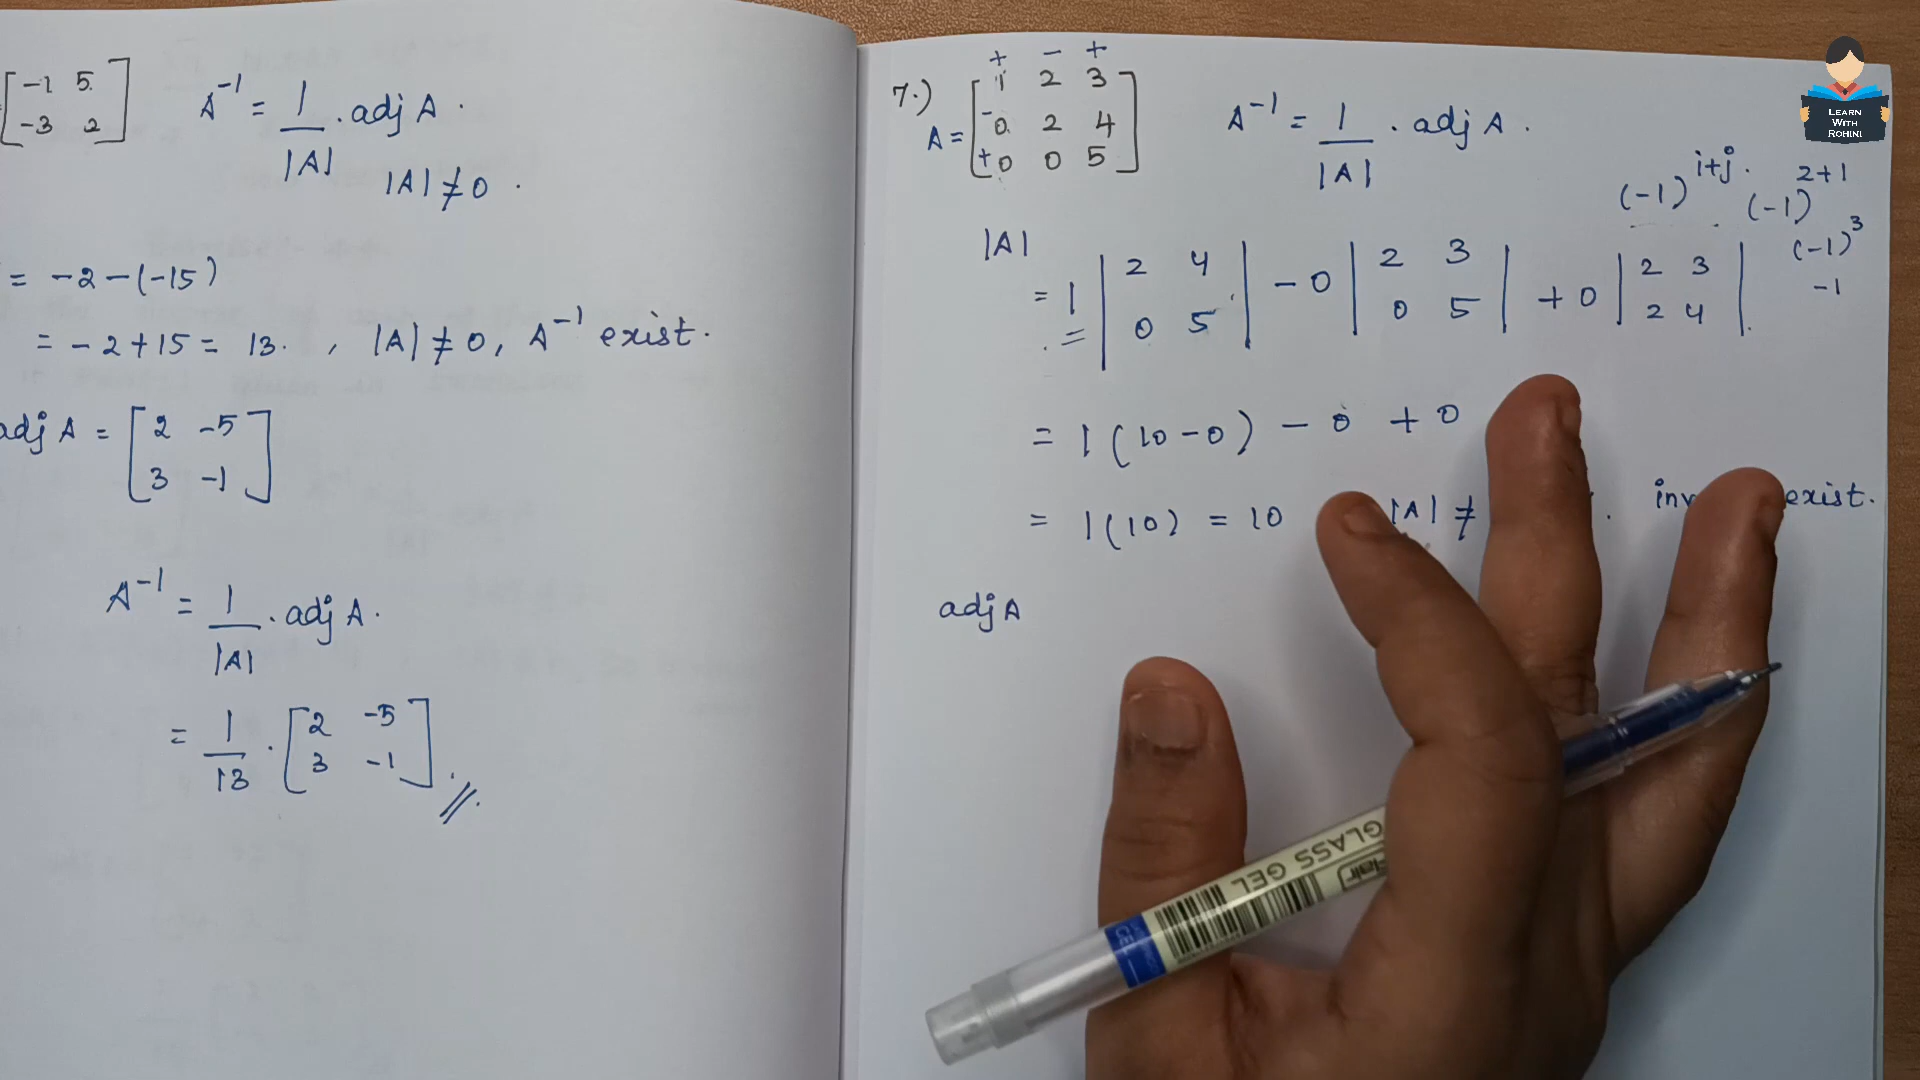 [-1 5
-3 2]
A⁻¹ = 1/|A| . adj A .
|A| ≠ 0 .
= -2-(-15)
= -2+15 = 13. , |A| ≠ 0, A⁻¹ exist.
adj A = [2 -5
3 -1]
A⁻¹ = 1/|A| . adj A.
= 1/13 . [2 -5
3 -1] . //.
7.)
+ - +
A = [1 2 3
- 0 2 4
+ 0 0 5]
A⁻¹ = 1/|A| . adj A .
(-1)^i+j . (-1)^2+1
(-1)^3
-1
|A|
= 1 |2 4
0 5| - 0 |2 3
0 5| + 0 |2 3
2 4| .
= 1(10-0) - 0 + 0
= 1(10) = 10 |A| ≠ . exist.
adj A
LEARN
WITH
ROHINI
GLASS GEL
Flair